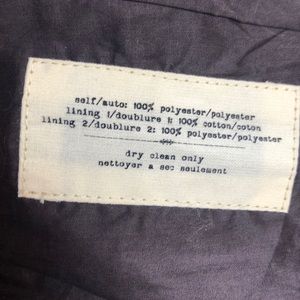 self/auto: 100% polyester/polyester
lining 1/doublure 1: 100% cotton/coton
lining 2/doublure 2: 100% polyester/polyester
dry clean only
nettoyer a sec seulement